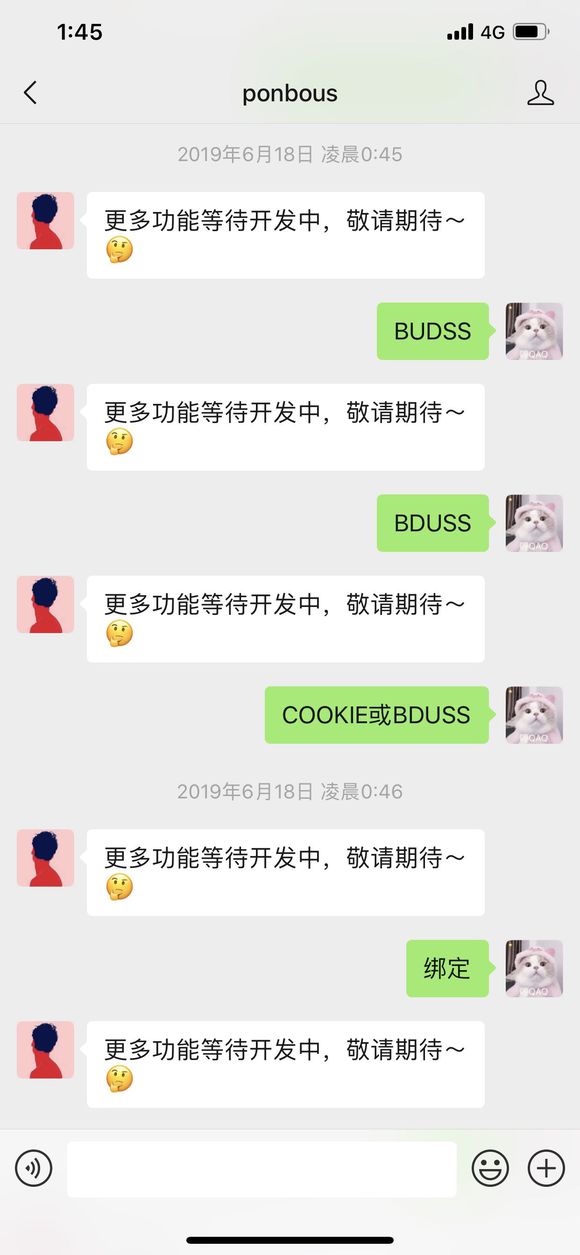 1:45
4G
ponbous
2019年6月18日 凌晨0:45
更多功能等待开发中，敬请期待～
🤔
BUDSS
更多功能等待开发中，敬请期待～
🤔
BDUSS
更多功能等待开发中，敬请期待～
🤔
COOKIE或BDUSS
2019年6月18日 凌晨0:46
更多功能等待开发中，敬请期待～
🤔
绑定
更多功能等待开发中，敬请期待～
🤔